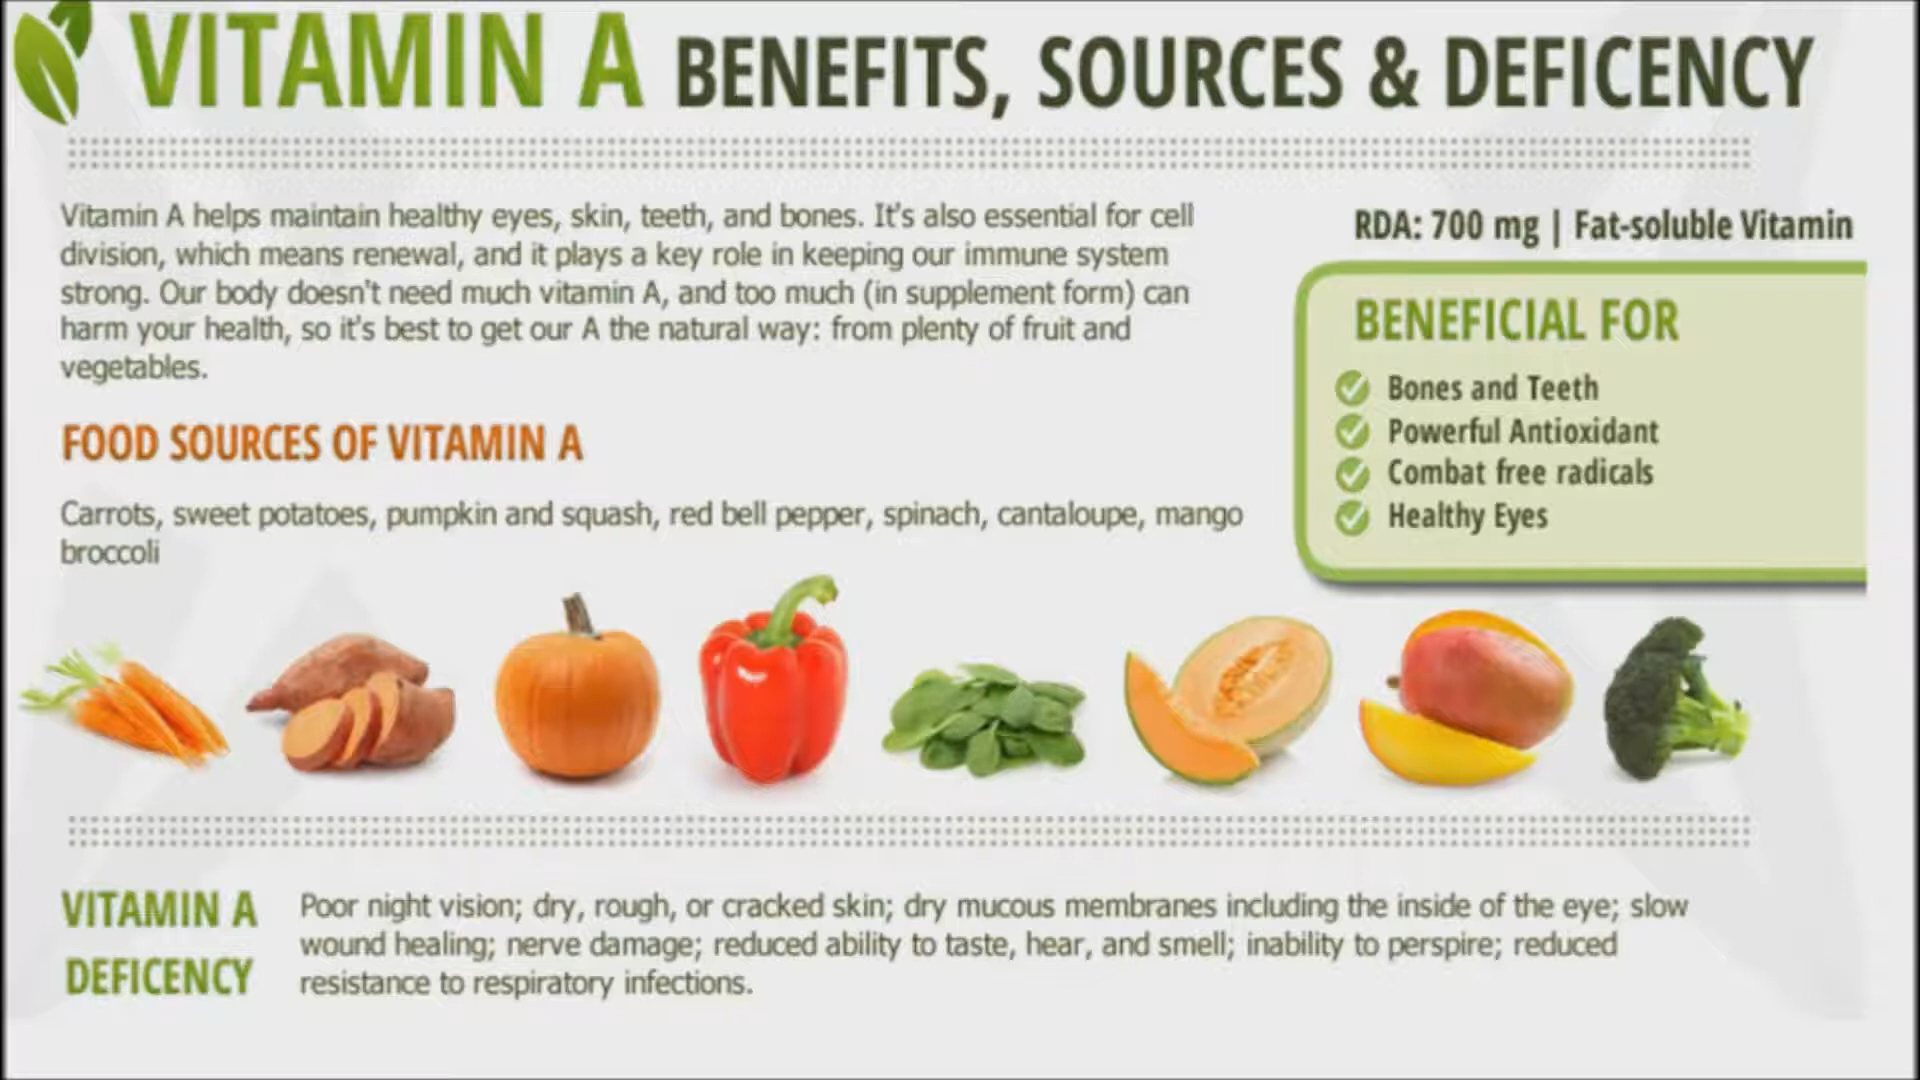 VITAMIN A BENEFITS, SOURCES & DEFICENCY
Vitamin A helps maintain healthy eyes, skin, teeth, and bones. It's also essential for cell
division, which means renewal, and it plays a key role in keeping our immune system
strong. Our body doesn't need much vitamin A, and too much (in supplement form) can
harm your health, so it's best to get our A the natural way: from plenty of fruit and
vegetables.
RDA: 700 mg | Fat-soluble Vitamin
BENEFICIAL FOR
Bones and Teeth
Powerful Antioxidant
Combat free radicals
Healthy Eyes
FOOD SOURCES OF VITAMIN A
Carrots, sweet potatoes, pumpkin and squash, red bell pepper, spinach, cantaloupe, mango
broccoli
VITAMIN A
DEFICENCY
Poor night vision; dry, rough, or cracked skin; dry mucous membranes including the inside of the eye; slow
wound healing; nerve damage; reduced ability to taste, hear, and smell; inability to perspire; reduced
resistance to respiratory infections.